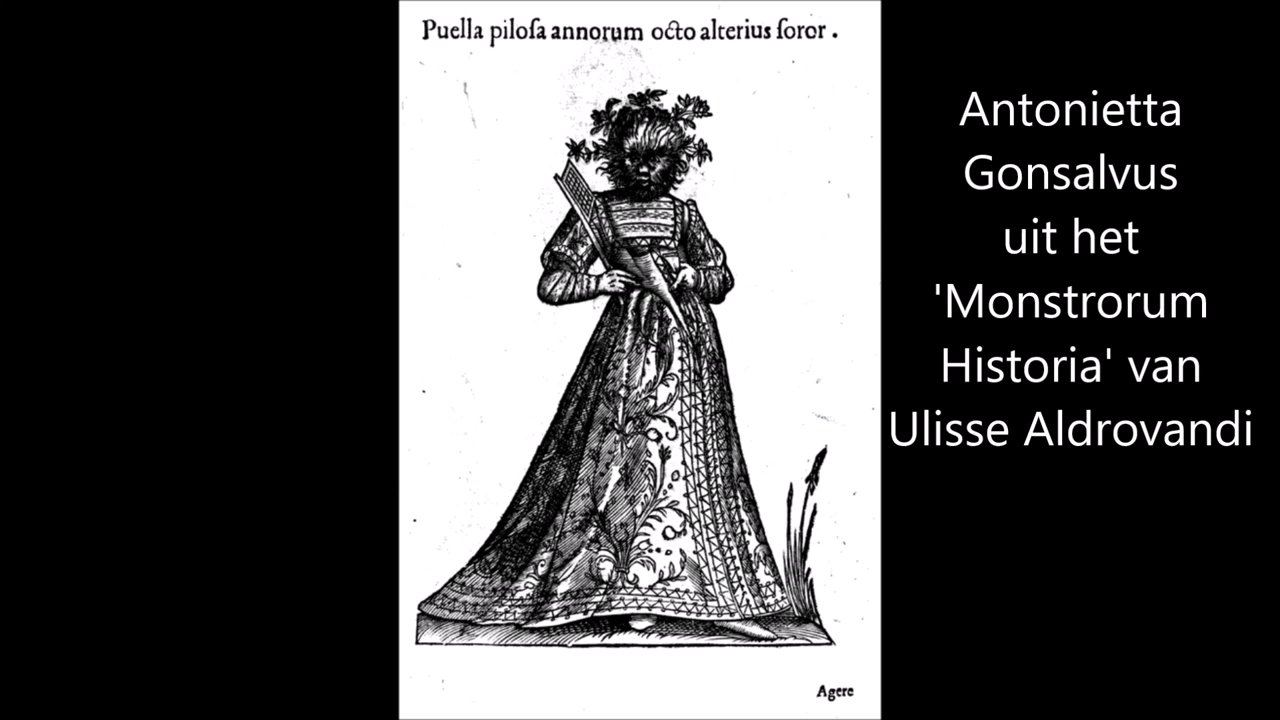 Puella piloſa annorum octo alterius ſoror .
Antonietta
Gonsalvus
uit het
'Monstrorum
Historia' van
Ulisse Aldrovandi
Agere